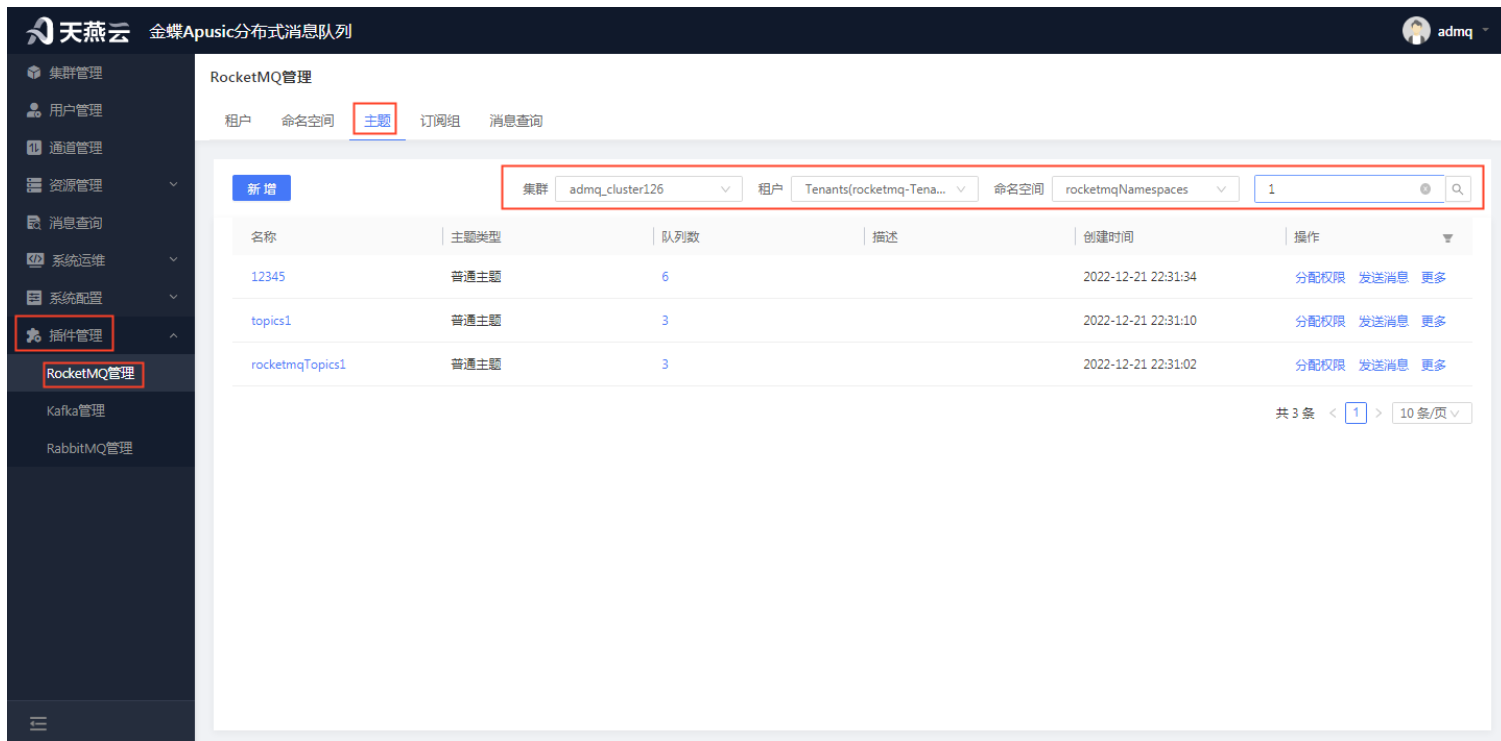 天燕云 金蝶Apusic分布式消息队列 admq
集群管理
用户管理
通道管理
资源管理
消息查询
系统运维
系统配置
插件管理
RocketMQ管理
Kafka管理
RabbitMQ管理
RocketMQ管理
租户 命名空间 主题 订阅组 消息查询
新增 集群 admq_cluster126 租户 Tenants(rocketmq-Tena... 命名空间 rocketmqNamespaces 1
名称 主题类型 队列数 描述 创建时间 操作
12345 普通主题 6 2022-12-21 22:31:34 分配权限 发送消息 更多
topics1 普通主题 3 2022-12-21 22:31:10 分配权限 发送消息 更多
rocketmqTopics1 普通主题 3 2022-12-21 22:31:02 分配权限 发送消息 更多
共 3 条 < 1 > 10 条/页